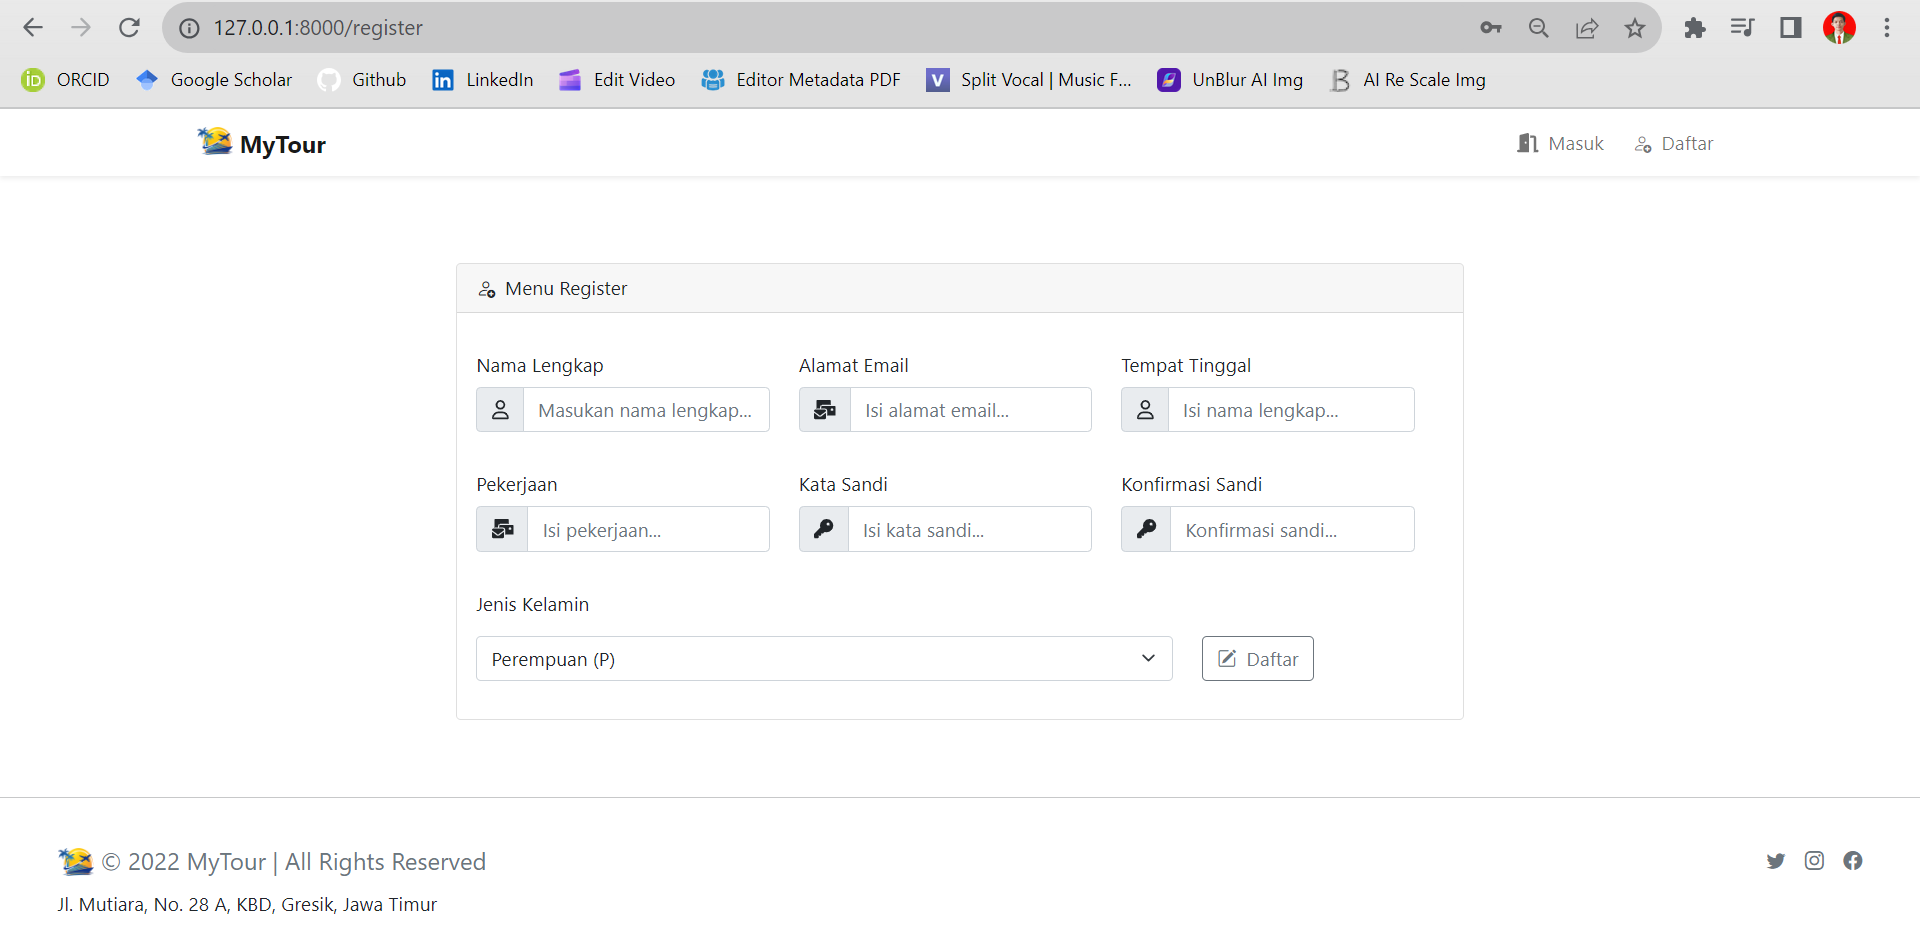 127.0.0.1:8000/register
ORCID Google Scholar Github LinkedIn Edit Video Editor Metadata PDF Split Vocal | Music F... UnBlur AI Img AI Re Scale Img
MyTour Masuk Daftar
Menu Register
Nama Lengkap Alamat Email Tempat Tinggal
Masukan nama lengkap... Isi alamat email... Isi nama lengkap...
Pekerjaan Kata Sandi Konfirmasi Sandi
Isi pekerjaan... Isi kata sandi... Konfirmasi sandi...
Jenis Kelamin
Perempuan (P) Daftar
© 2022 MyTour | All Rights Reserved
Jl. Mutiara, No. 28 A, KBD, Gresik, Jawa Timur